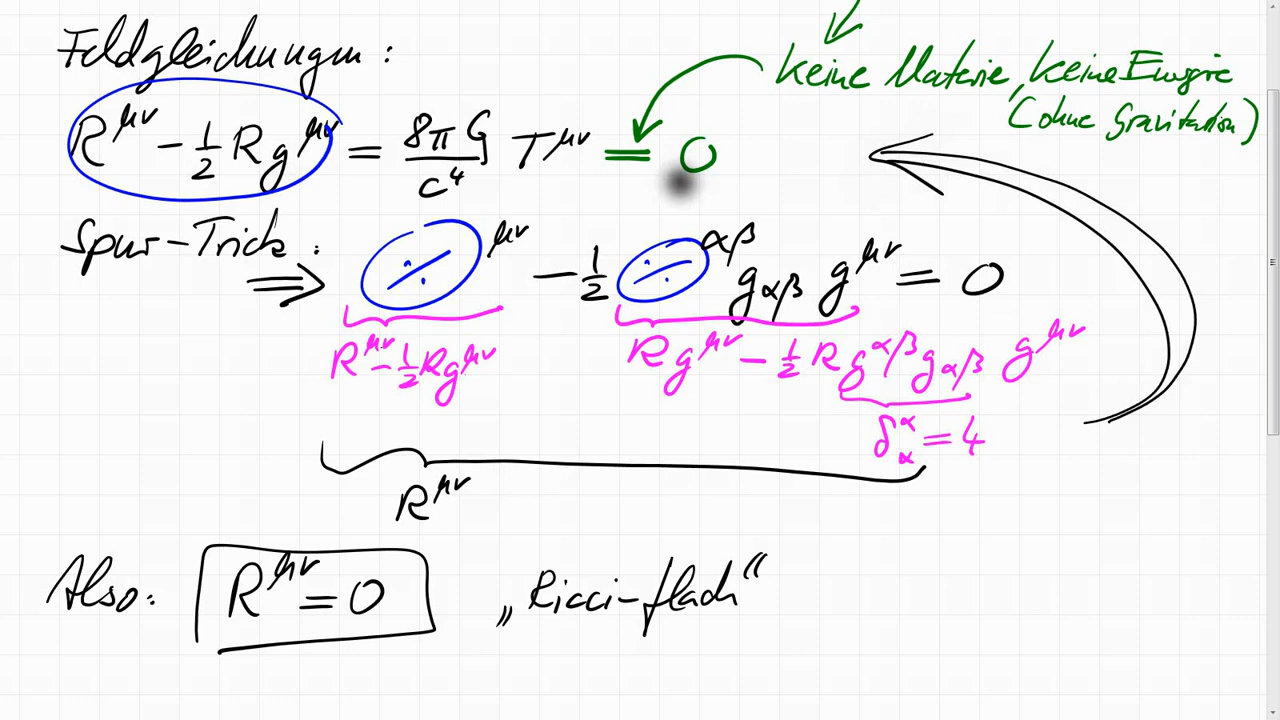 Feldgleichungen:
keine Materie, keine Energie
(ohne Gravitation)
R^μν − 1/2 R g^μν = 8πG/c⁴ T^μν = 0
Spur-Trick:
⇒ ·/·^μν − 1/2 ·/·^αβ g_αβ g^μν = 0
R^μν − 1/2 R g^μν
R g^μν − 1/2 R g^αβ g_αβ g^μν
δ^α_α = 4
R^μν
Also: R^μν = 0 „Ricci-flach“